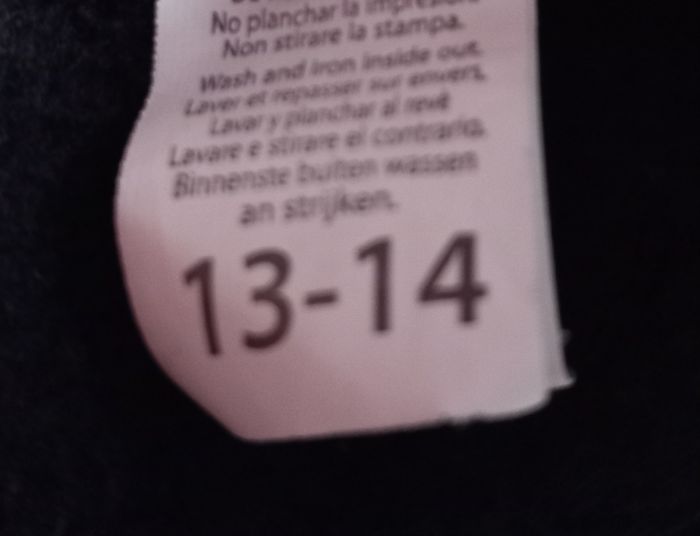 No planchar la impresión.
Non stirare la stampa.
Wash and iron inside out.
Laver et repasser sur envers.
Lavar y planchar al revé
Lavare e stirare el contrario.
Binnenste buiten wassen
an strijken.
13-14